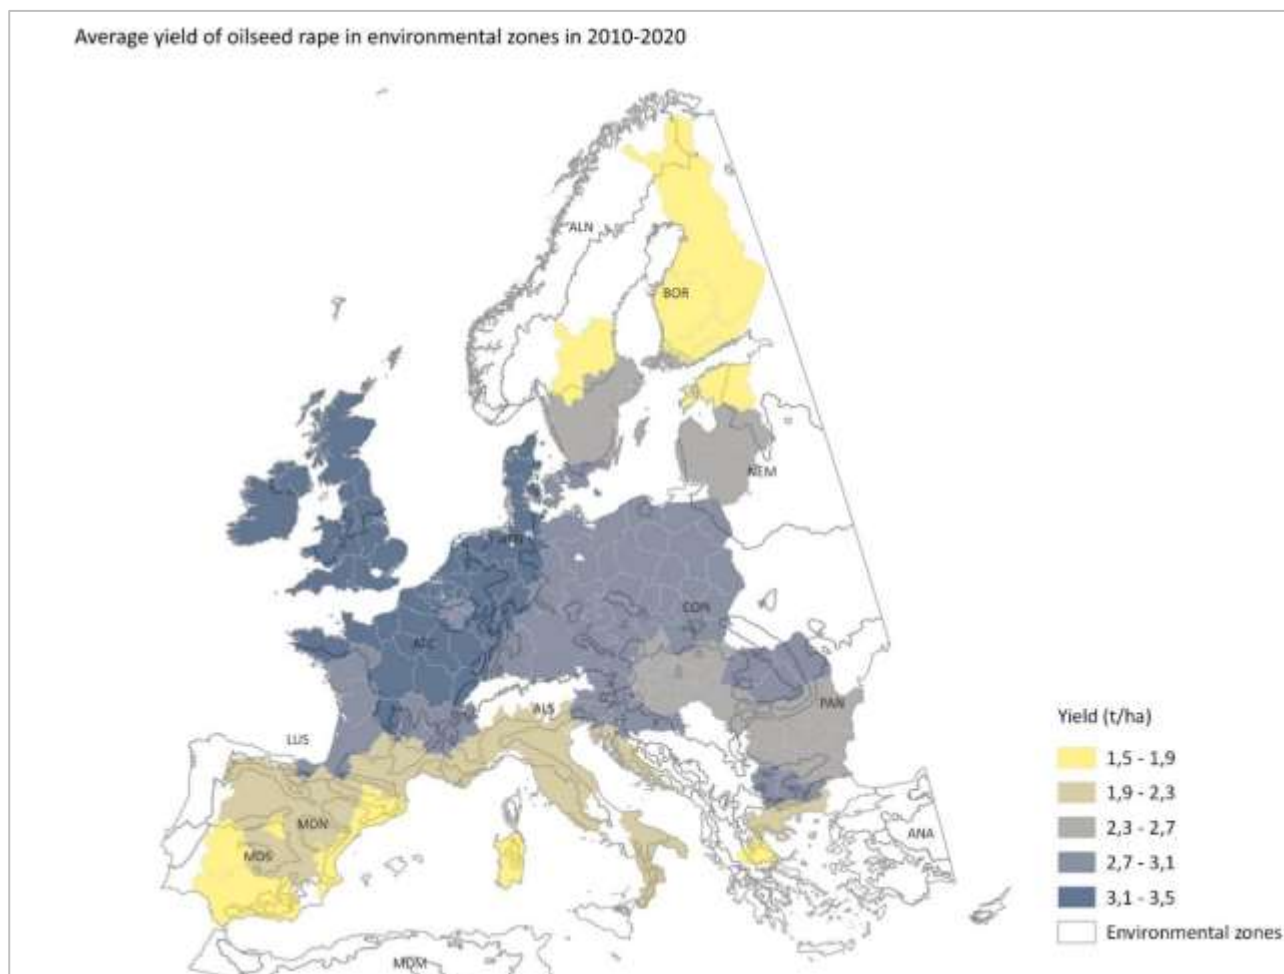 Average yield of oilseed rape in environmental zones in 2010-2020
ALN
BOR
NEM
CON
ATC
PAN
ALS
LUS
MDN
MDS
ANA
MDM
Yield (t/ha)
1,5 - 1,9
1,9 - 2,3
2,3 - 2,7
2,7 - 3,1
3,1 - 3,5
Environmental zones